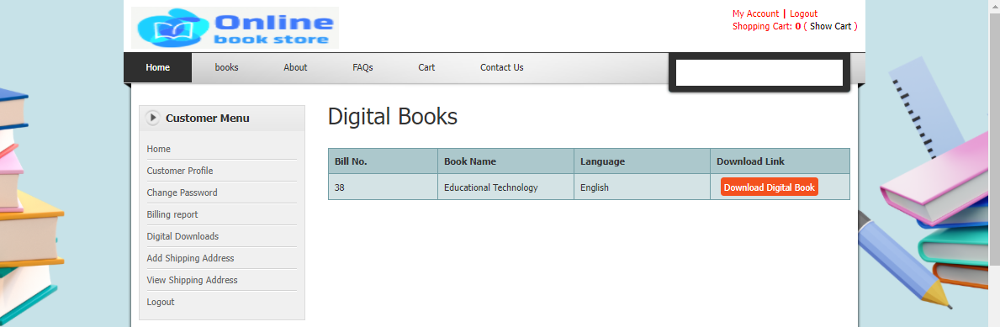 Online
book store
My Account | Logout
Shopping Cart: 0 ( Show Cart )
Home books About FAQs Cart Contact Us
Customer Menu
Home
Customer Profile
Change Password
Billing report
Digital Downloads
Add Shipping Address
View Shipping Address
Logout
Digital Books
Bill No. Book Name Language Download Link
38 Educational Technology English Download Digital Book